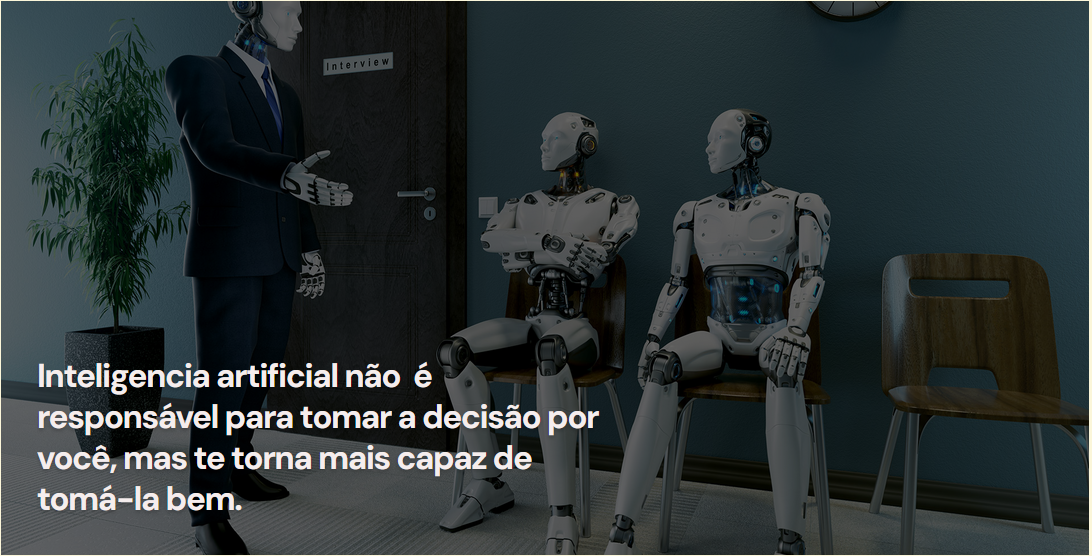 Interview
Inteligencia artificial não é
responsável para tomar a decisão por
você, mas te torna mais capaz de
tomá-la bem.